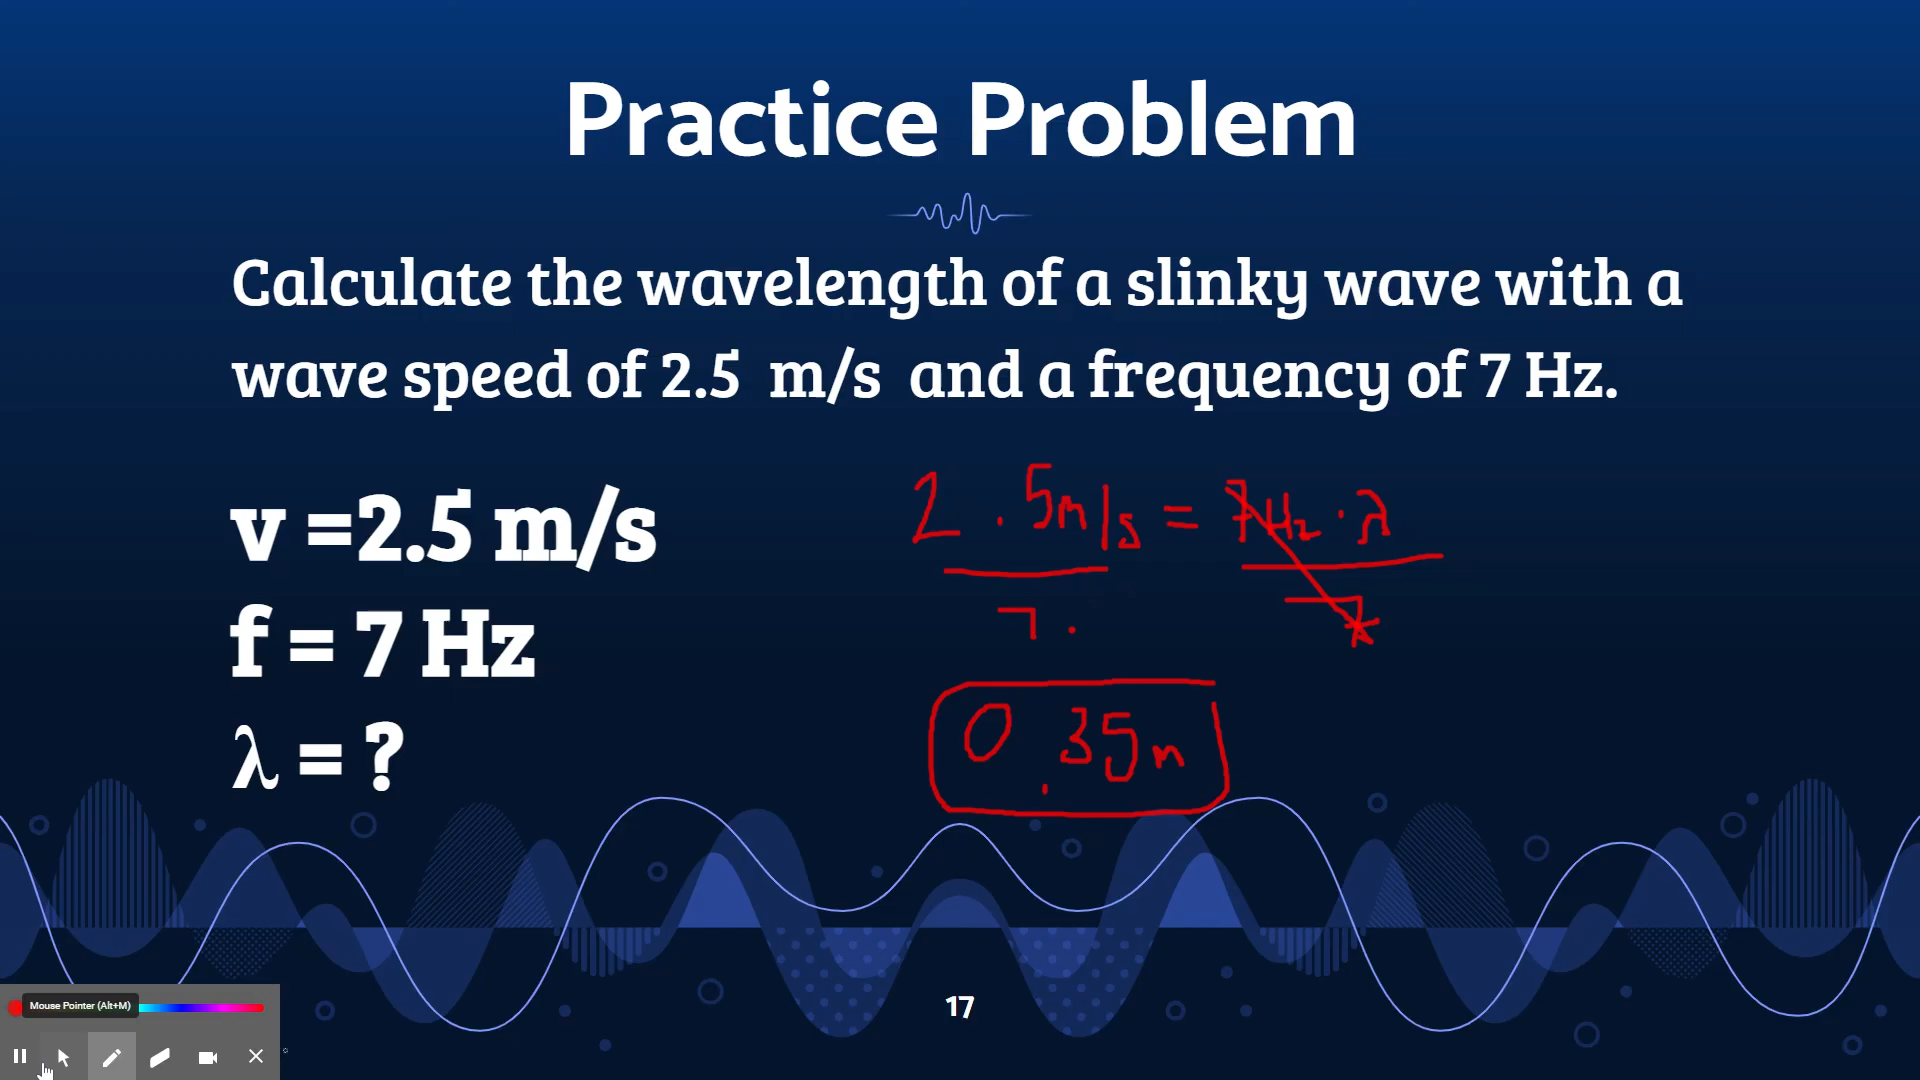 Practice Problem
Calculate the wavelength of a slinky wave with a
wave speed of 2.5 m/s and a frequency of 7 Hz.
v =2.5 m/s
f = 7 Hz
λ = ?
2.5m/s = 7Hz · λ
7. 7
0.35m
17
Mouse Pointer (Alt+M)